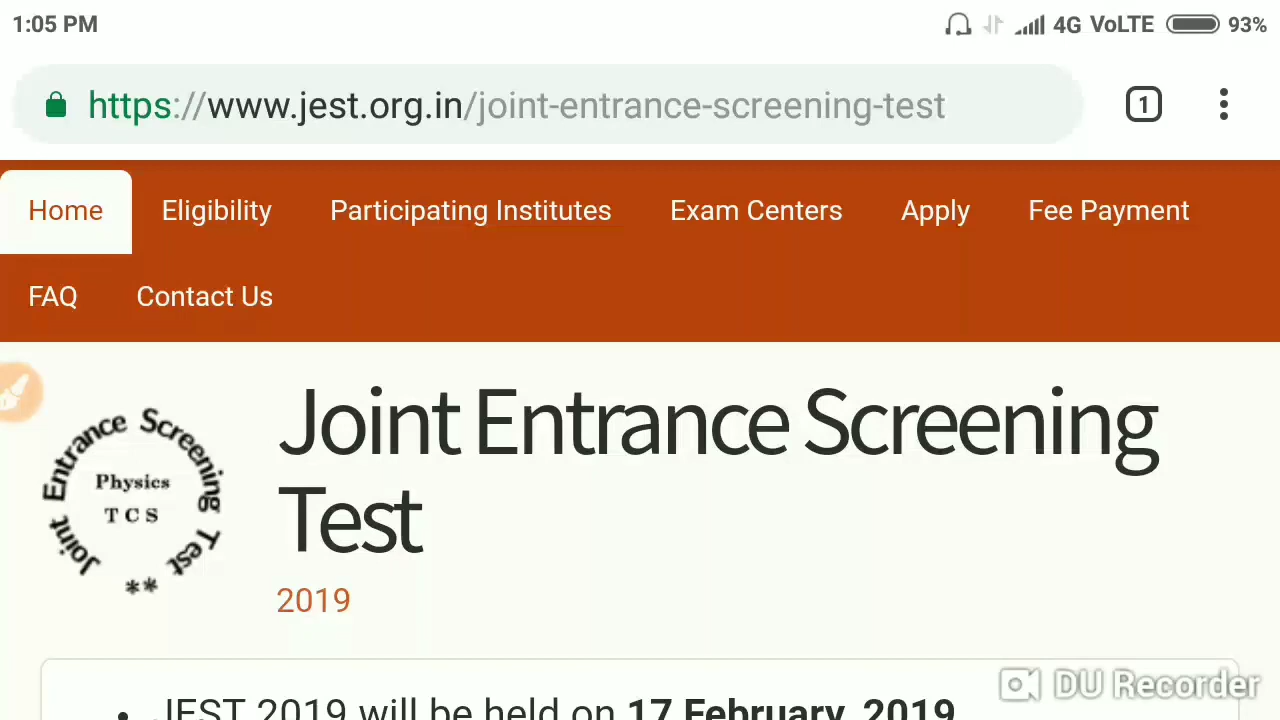 1:05 PM 4G VoLTE 93%
https://www.jest.org.in/joint-entrance-screening-test 1
Home Eligibility Participating Institutes Exam Centers Apply Fee Payment
FAQ Contact Us
Joint Entrance Screening Test
Physics
TCS
**
Joint Entrance Screening
Test
2019
JEST 2019 will be held on 17 February, 2019
DU Recorder